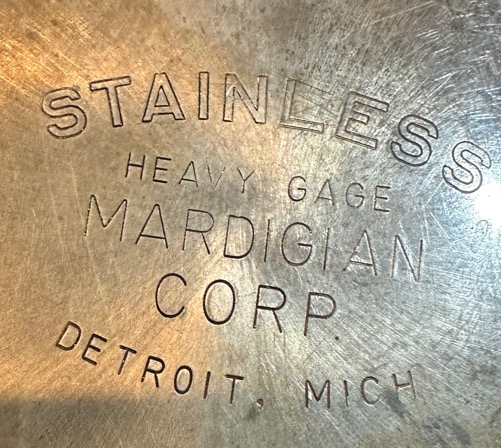 STAINLESS
HEAVY GAGE
MARDIGIAN
CORP.
DETROIT, MICH